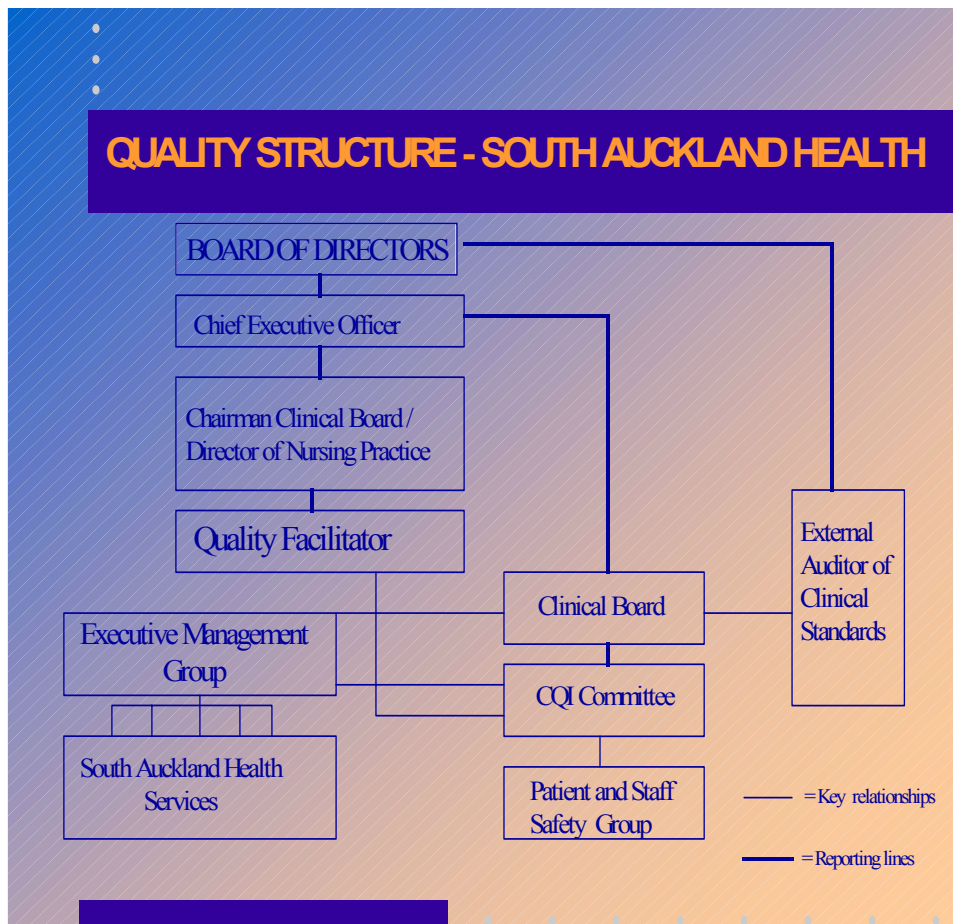 QUALITY STRUCTURE - SOUTH AUCKLAND HEALTH
BOARD OF DIRECTORS
Chief Executive Officer
Chairman Clinical Board /
Director of Nursing Practice
Quality Facilitator
External
Auditor of
Clinical
Standards
Clinical Board
Executive Management
Group
CQI Committee
South Auckland Health
Services
Patient and Staff
Safety Group
= Key relationships
= Reporting lines